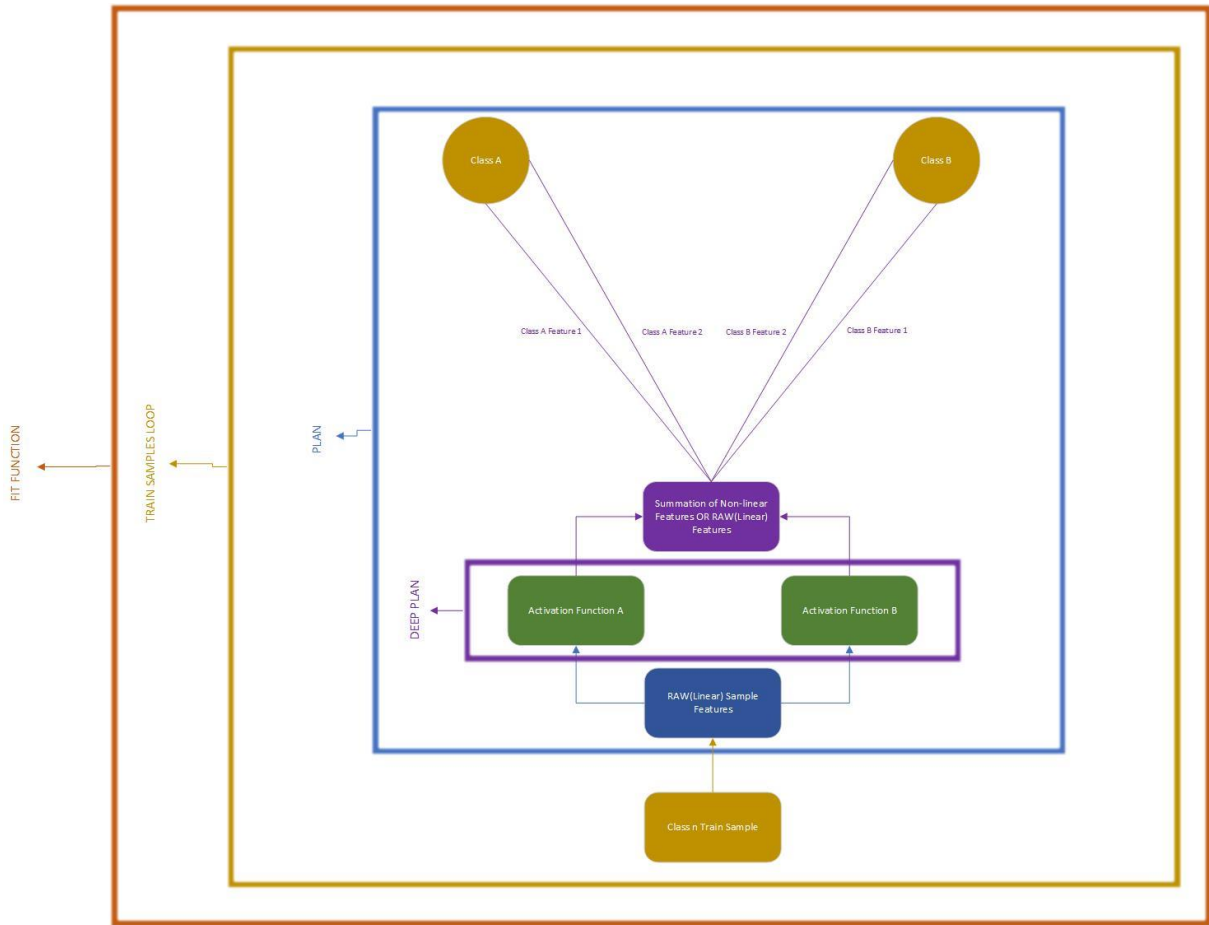 Class A
Class B
Class A Feature 1
Class A Feature 2
Class B Feature 2
Class B Feature 1
FIT FUNCTION
TRAIN SAMPLES LOOP
PLAN
Summation of Non-linear
Features OR RAW(Linear)
Features
DEEP PLAN
Activation Function A
Activation Function B
RAW(Linear) Sample
Features
Class n Train Sample